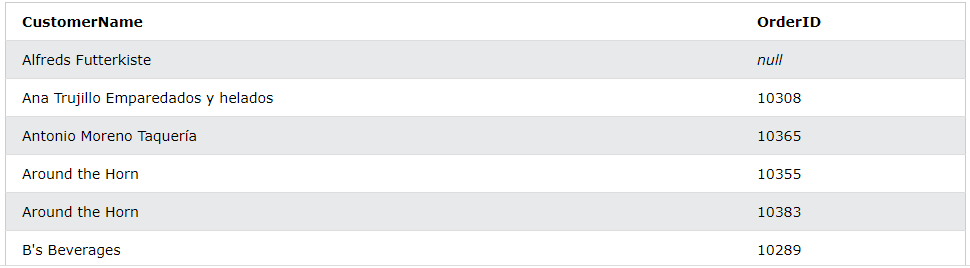 CustomerName OrderID
Alfreds Futterkiste null
Ana Trujillo Emparedados y helados 10308
Antonio Moreno Taquería 10365
Around the Horn 10355
Around the Horn 10383
B's Beverages 10289